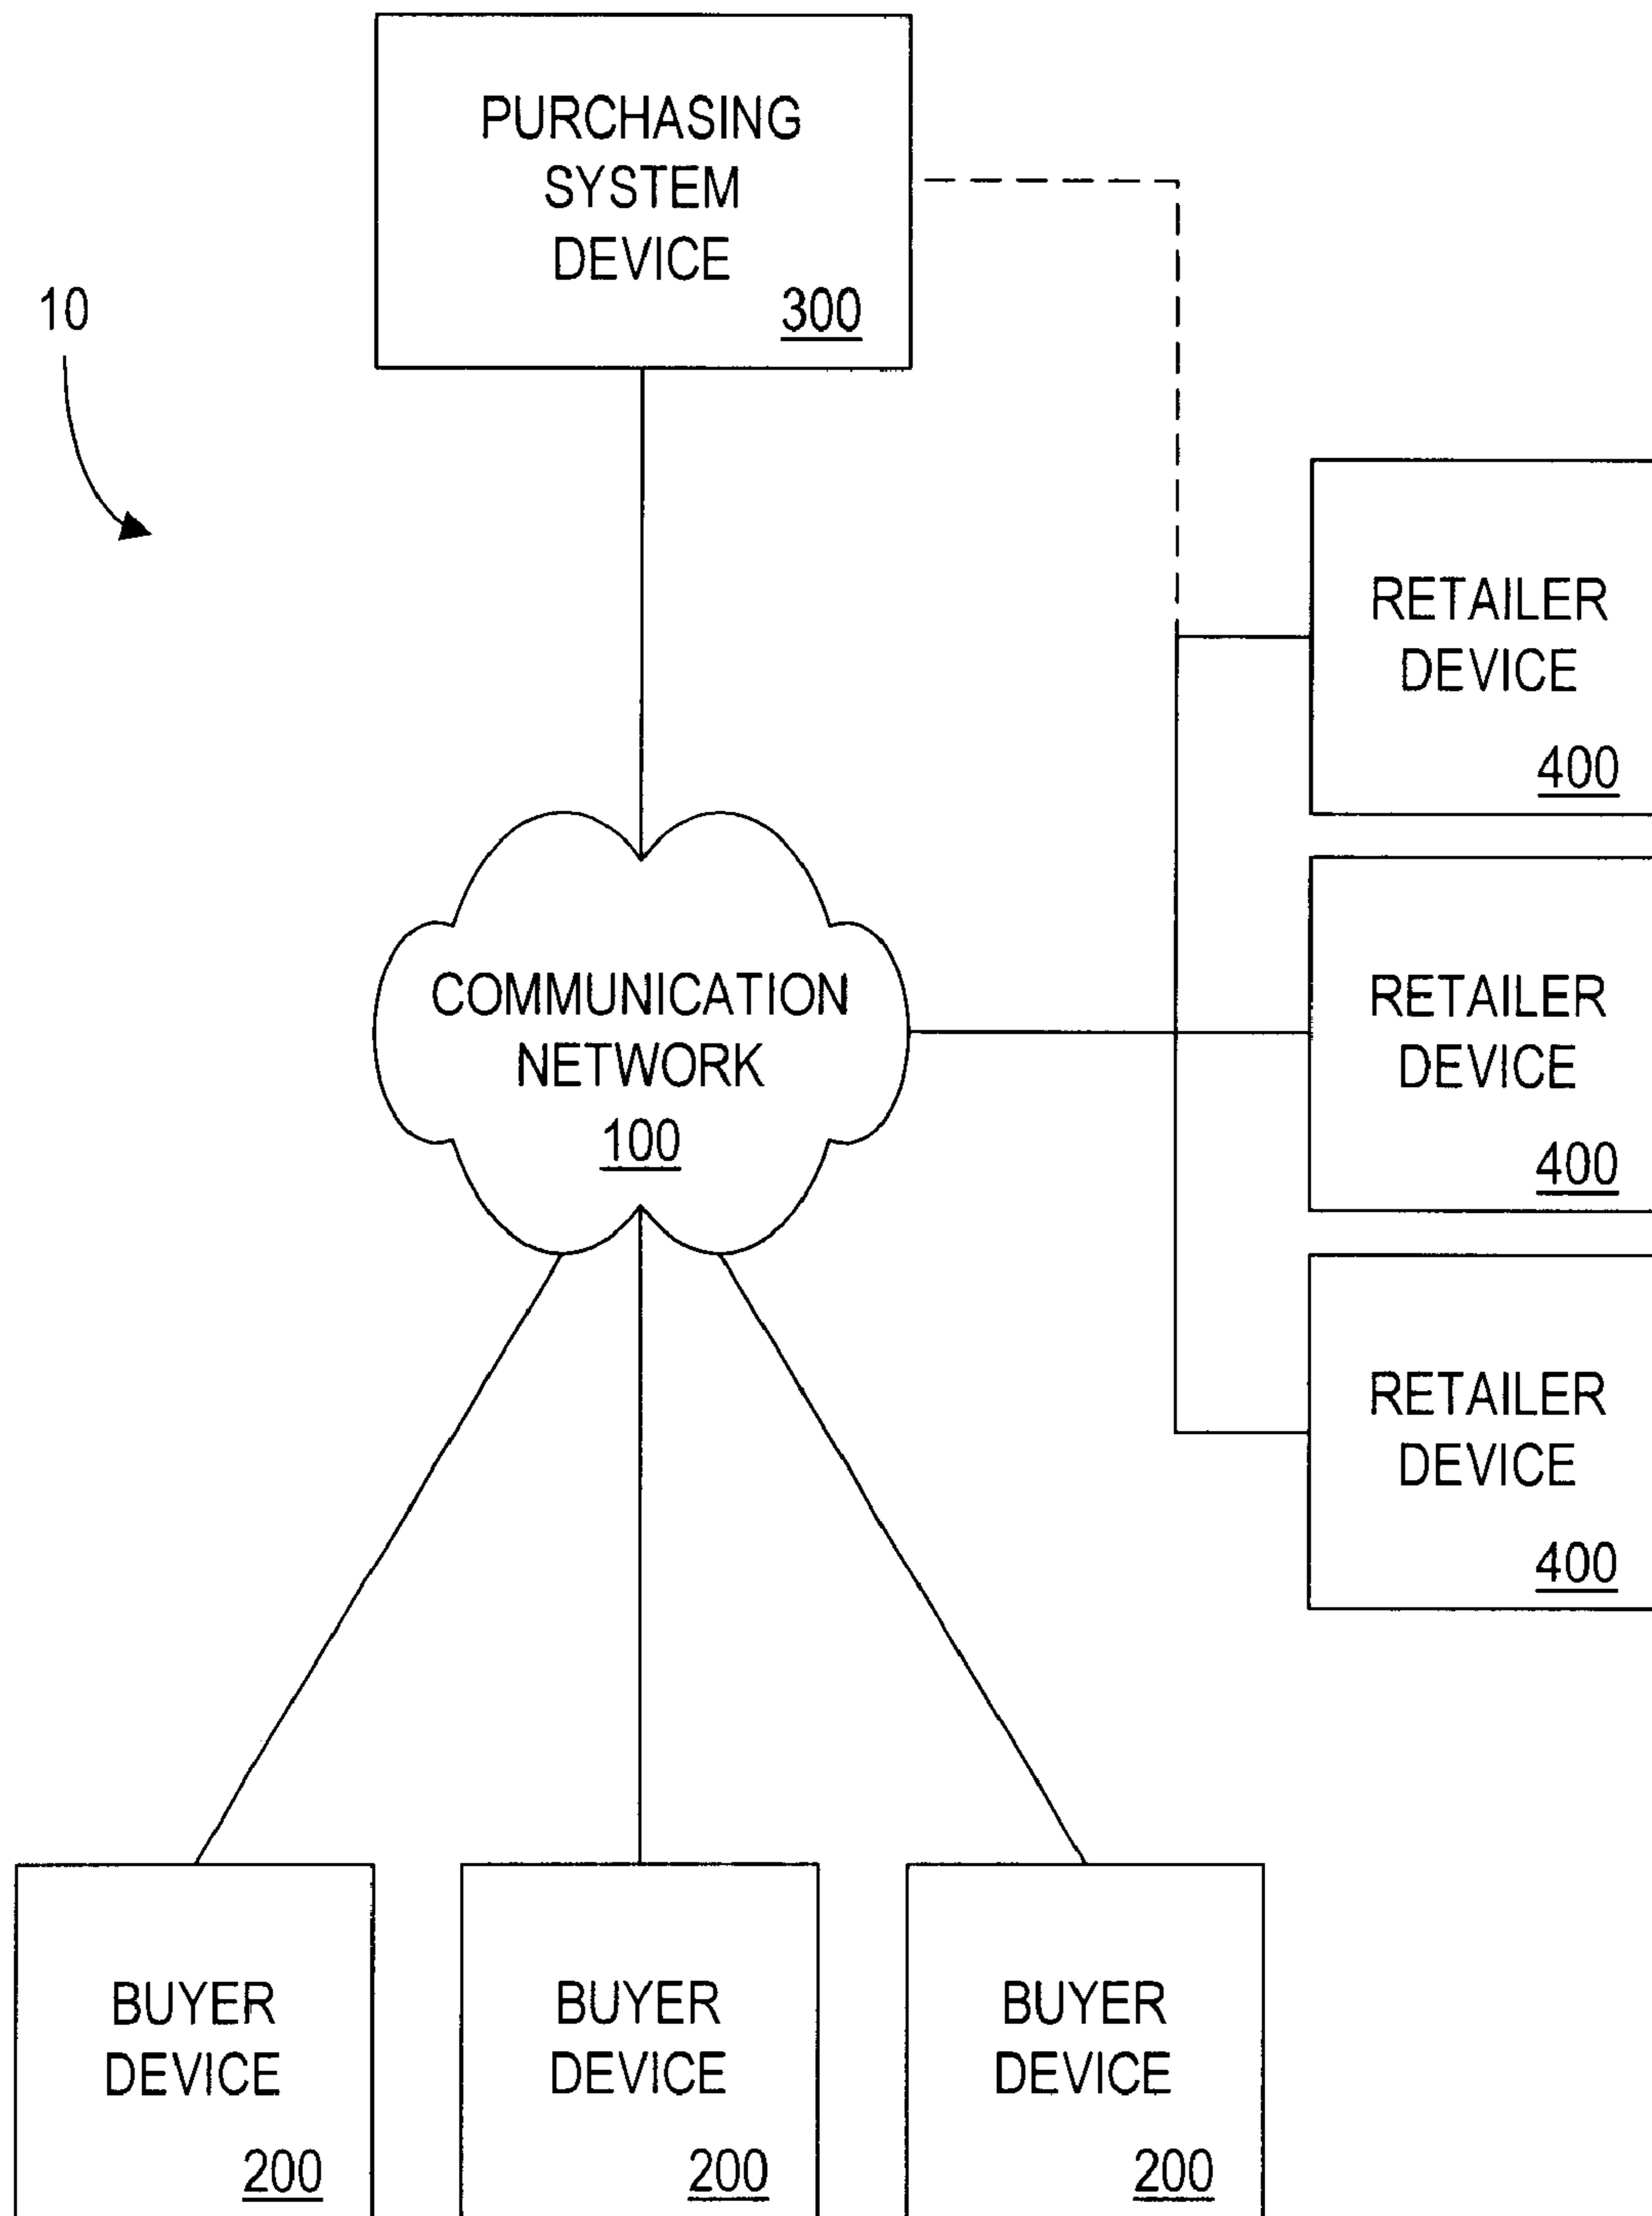 PURCHASING
SYSTEM
DEVICE
300
10
RETAILER
DEVICE
400
COMMUNICATION
NETWORK
100
RETAILER
DEVICE
400
RETAILER
DEVICE
400
BUYER
DEVICE
200
BUYER
DEVICE
200
BUYER
DEVICE
200